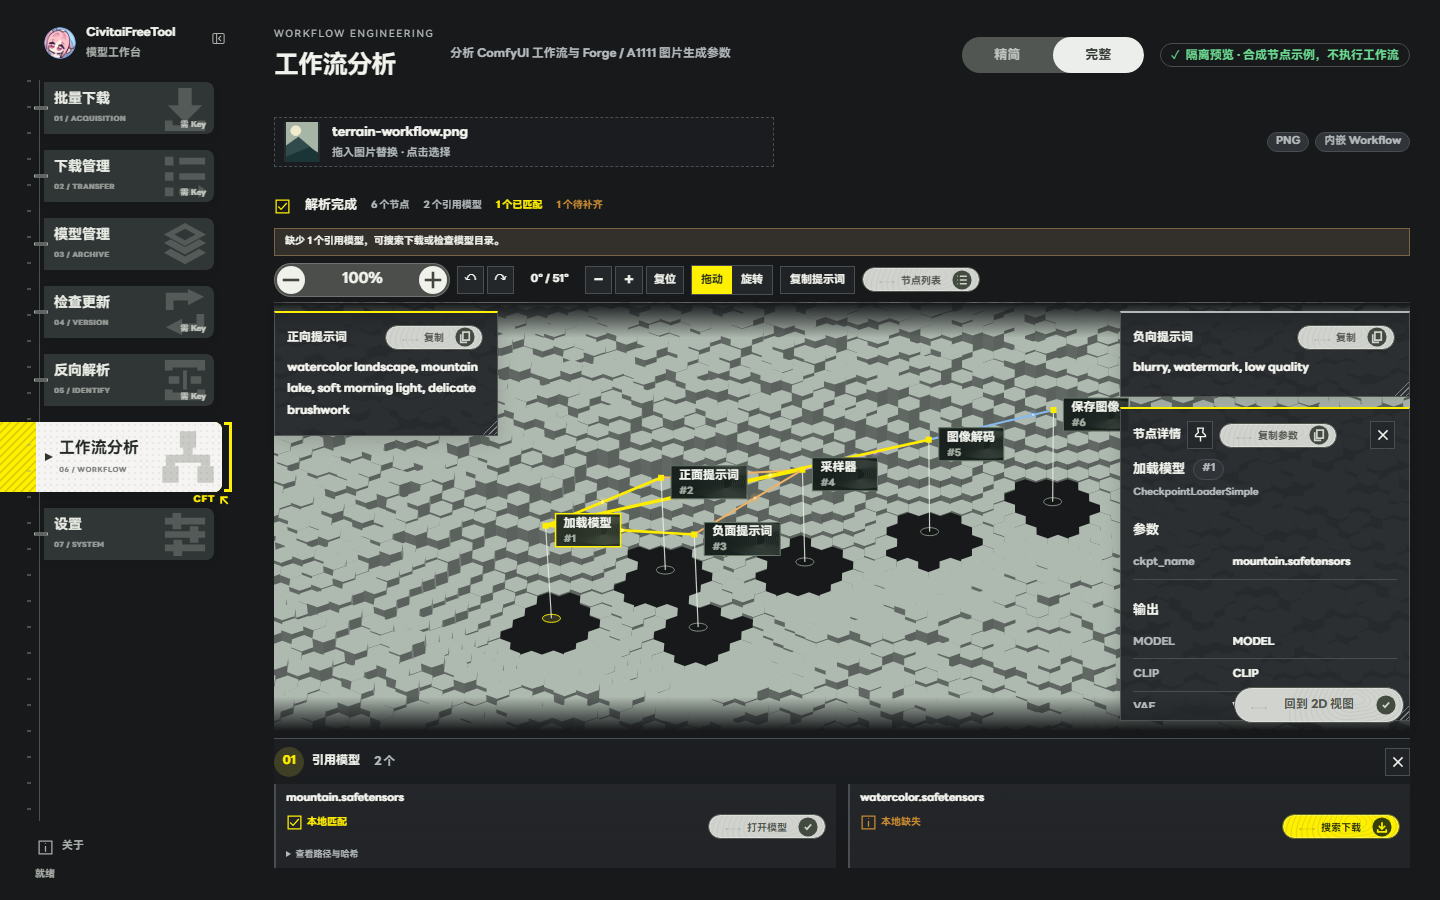 CivitaiFreeTool
模型工作台
批量下载
01 / ACQUISITION
需 Key
下载管理
02 / TRANSFER
需 Key
模型管理
03 / ARCHIVE
检查更新
04 / VERSION
需 Key
反向解析
05 / IDENTIFY
需 Key
工作流分析
06 / WORKFLOW
CFT
设置
07 / SYSTEM
关于
就绪
WORKFLOW ENGINEERING
工作流分析
分析 ComfyUI 工作流与 Forge / A1111 图片生成参数
精简
完整
✓ 隔离预览 · 合成节点示例，不执行工作流
terrain-workflow.png
拖入图片替换 · 点击选择
PNG
内嵌 Workflow
解析完成 6 个节点 2 个引用模型 1 个已匹配 1 个待补齐
缺少 1 个引用模型，可搜索下载或检查模型目录。
100%
0° / 51°
复位
拖动
旋转
复制提示词
节点列表
正向提示词
复制
watercolor landscape, mountain
lake, soft morning light, delicate
brushwork
负向提示词
复制
blurry, watermark, low quality
保存图像
#6
图像解码
#5
采样器
#4
正面提示词
#2
加载模型
#1
负面提示词
#3
节点详情
复制参数
加载模型 #1
CheckpointLoaderSimple
参数
ckpt_name mountain.safetensors
输出
MODEL MODEL
CLIP CLIP
VAE
回到 2D 视图
01 引用模型 2 个
mountain.safetensors
本地匹配
打开模型
查看路径与哈希
watercolor.safetensors
本地缺失
搜索下载